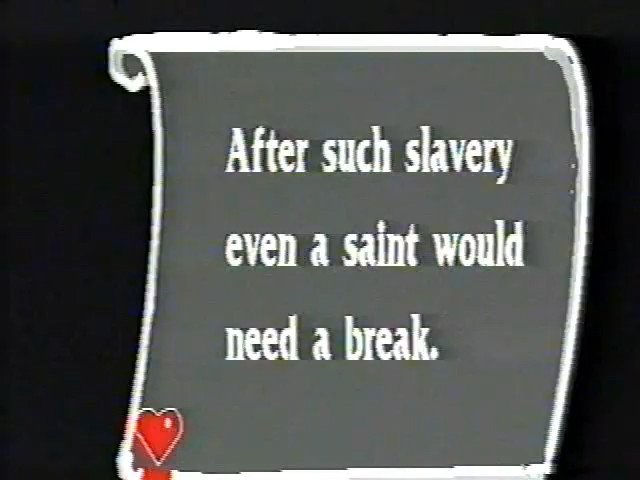 After such slavery
even a saint would
need a break.